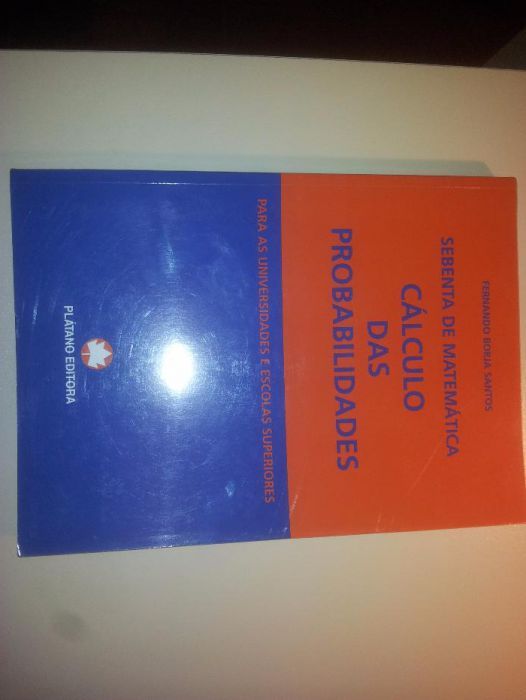 FERNANDO BORJA SANTOS
SEBENTA DE MATEMÁTICA
CÁLCULO
DAS
PROBABILIDADES
PARA AS UNIVERSIDADES E ESCOLAS SUPERIORES
PLÁTANO EDITORA